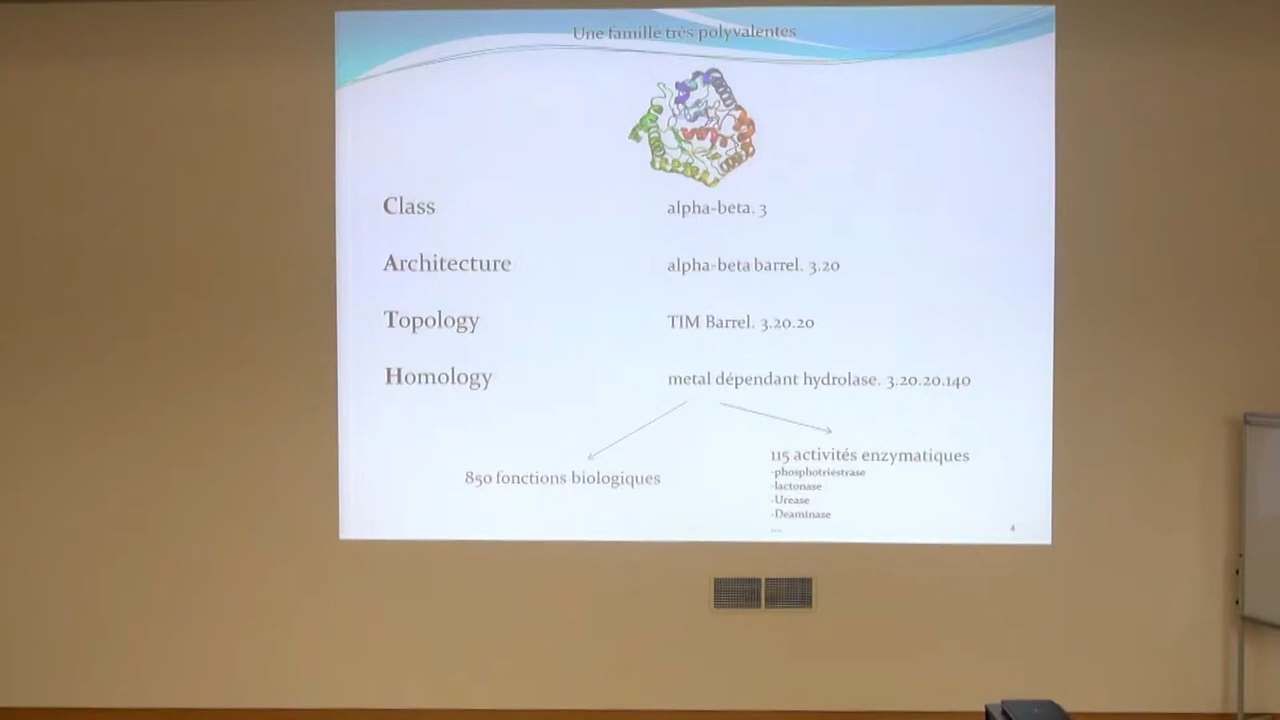 Une famille très polyvalentes
Class alpha-beta. 3
Architecture alpha-beta barrel. 3.20
Topology TIM Barrel. 3.20.20
Homology metal dépendant hydrolase. 3.20.20.140
850 fonctions biologiques
115 activités enzymatiques
-phosphotriestrase
-lactonase
-Urease
-Deaminase
....
4